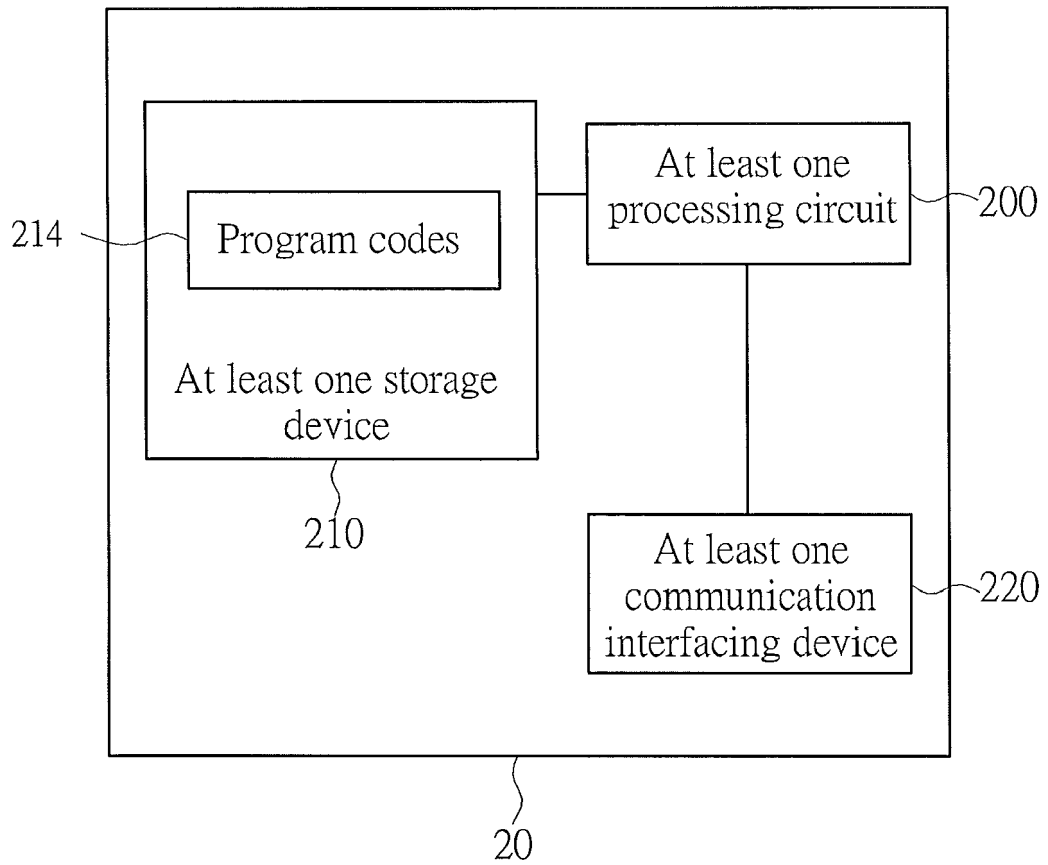 At least one
processing circuit
200
214
Program codes
At least one storage
device
210
At least one
communication
interfacing device
220
20